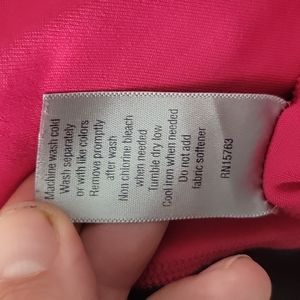 Machine wash cold
Wash separately
or with like colors
Remove promptly
after wash
Non chlorine bleach
when needed
Tumble dry low
Cool iron when needed
Do not add
fabric softener
RN15763